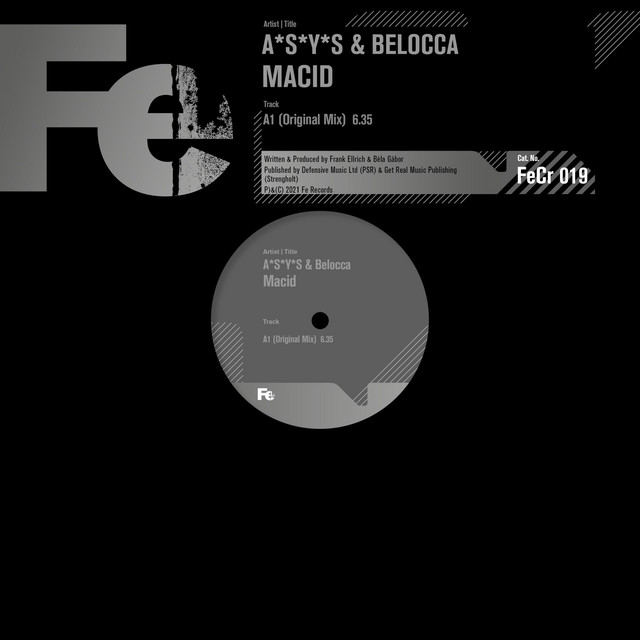 Fe
Artist | Title
A*S*Y*S & BELOCCA
MACID
Track
A1 (Original Mix) 6.35
Written & Produced by Frank Ellrich & Béla Gábor
Published by Defensive Music Ltd (PSR) & Get Real Music Publishing
(Strengholt)
P)&(C) 2021 Fe Records
Cat. No.
FeCr 019
Artist | Title
A*S*Y*S & Belocca
Macid
Track
A1 (Original Mix) 6.35
Fe